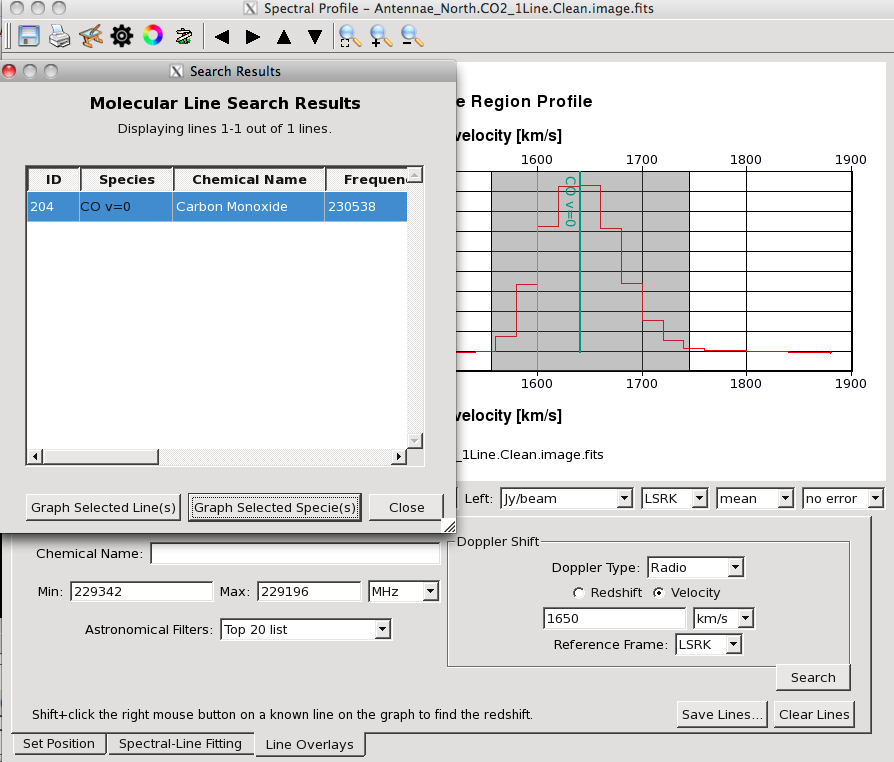 Spectral Profile - Antennae_North.CO2_1Line.Clean.image.fits
Search Results
Molecular Line Search Results
Displaying lines 1-1 out of 1 lines.
ID Species Chemical Name Frequen
204 CO v=0 Carbon Monoxide 230538
Graph Selected Line(s) Graph Selected Specie(s) Close
e Region Profile
velocity [km/s]
1600 1700 1800 1900
CO v=0
1600 1700 1800 1900
velocity [km/s]
_1Line.Clean.image.fits
Left: Jy/beam LSRK mean no error
Chemical Name:
Min: 229342 Max: 229196 MHz
Astronomical Filters: Top 20 list
Doppler Shift
Doppler Type: Radio
Redshift Velocity
1650 km/s
Reference Frame: LSRK
Search
Shift+click the right mouse button on a known line on the graph to find the redshift.
Save Lines... Clear Lines
Set Position Spectral-Line Fitting Line Overlays